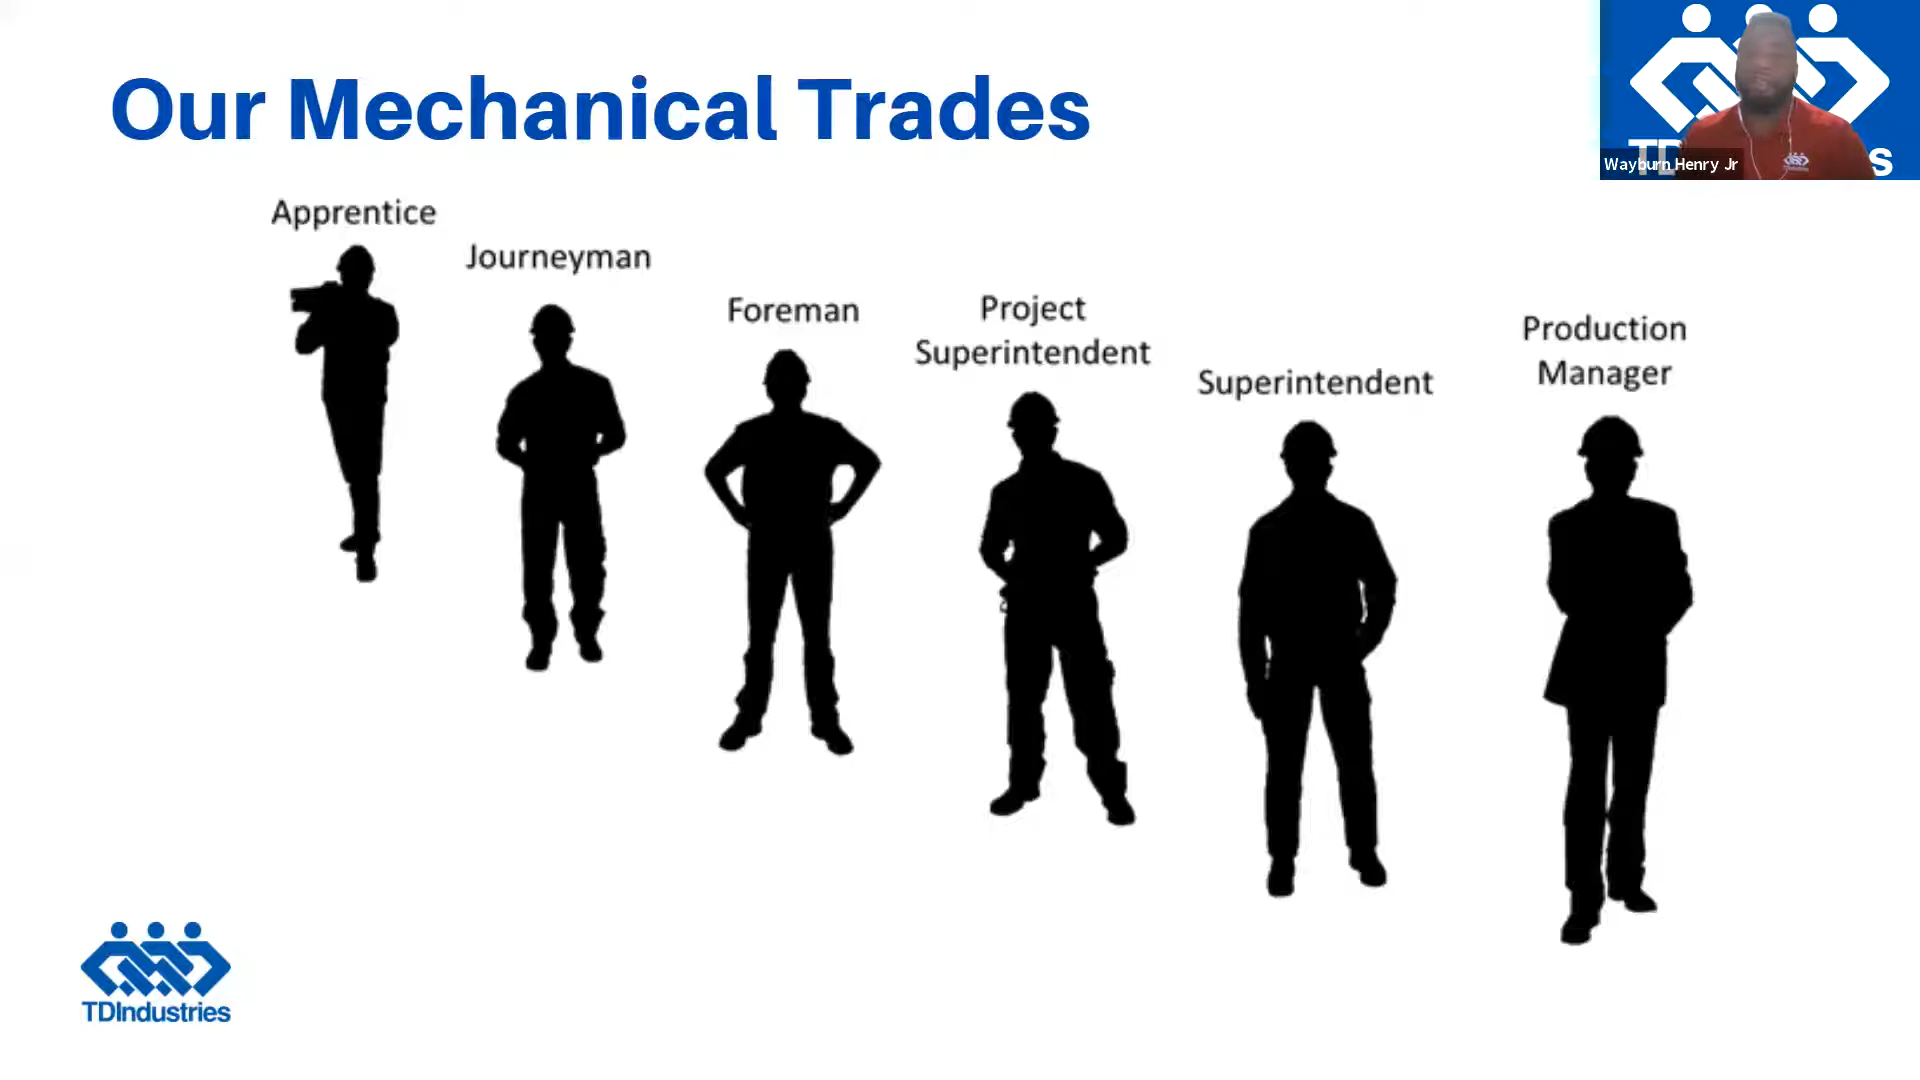 Our Mechanical Trades
Wayburn Henry Jr
Apprentice
Journeyman
Foreman
Project
Superintendent
Superintendent
Production
Manager
TDIndustries